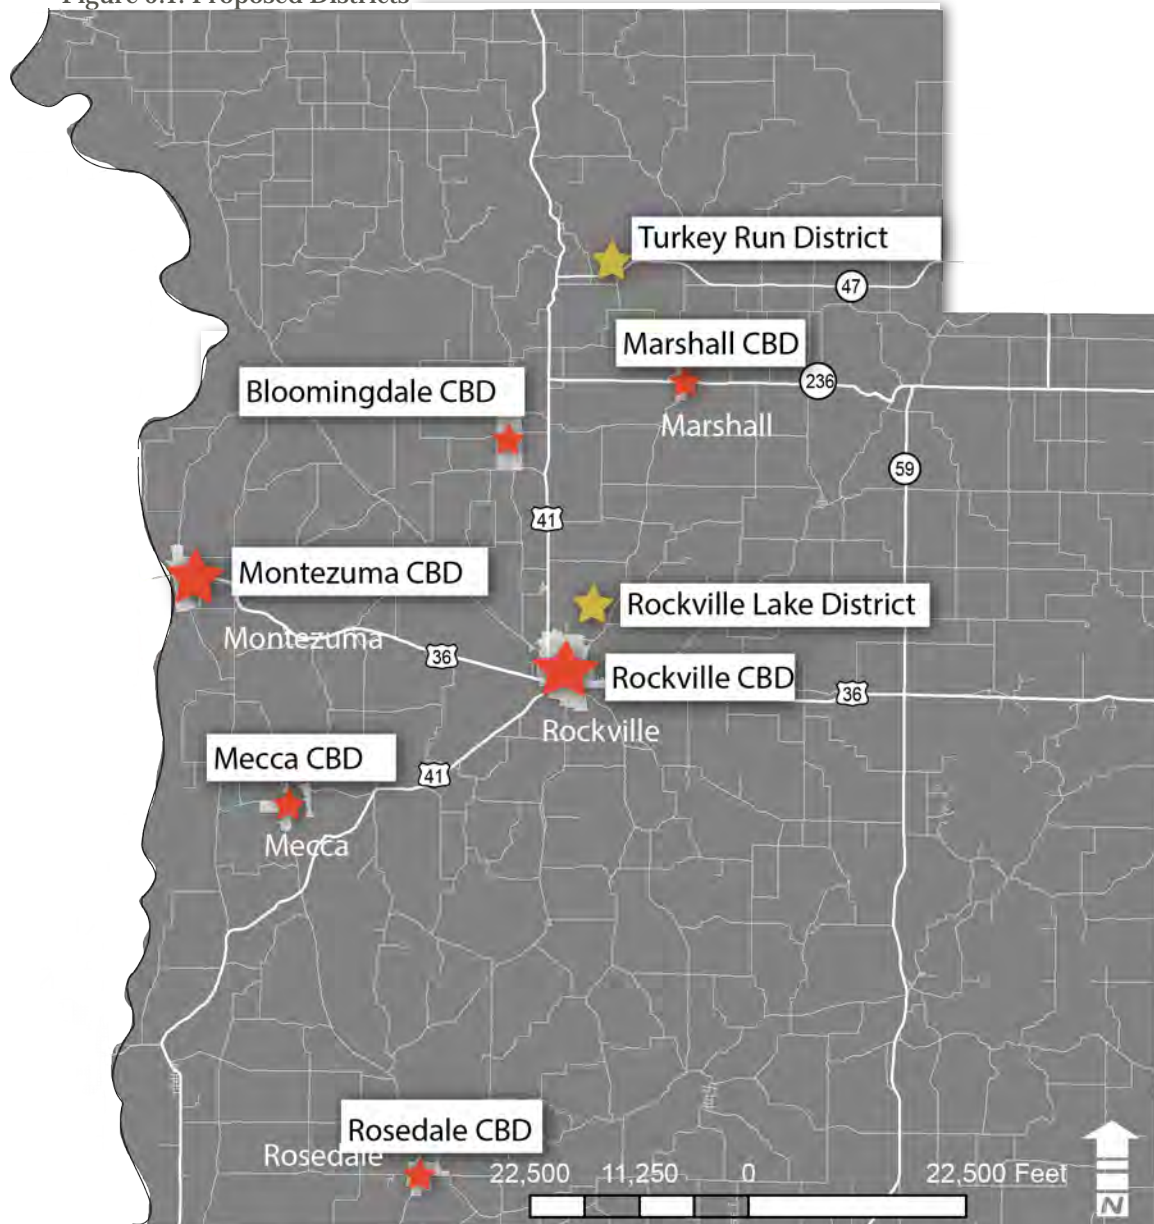 Figure 6.1: Proposed Districts
Turkey Run District
47
Marshall CBD
236
Bloomingdale CBD
Marshall
59
41
Montezuma CBD
Rockville Lake District
Montezuma
36
Rockville CBD
36
Rockville
Mecca CBD
41
Mecca
Rosedale CBD
Rosedale
22,500 11,250 0 22,500 Feet
N